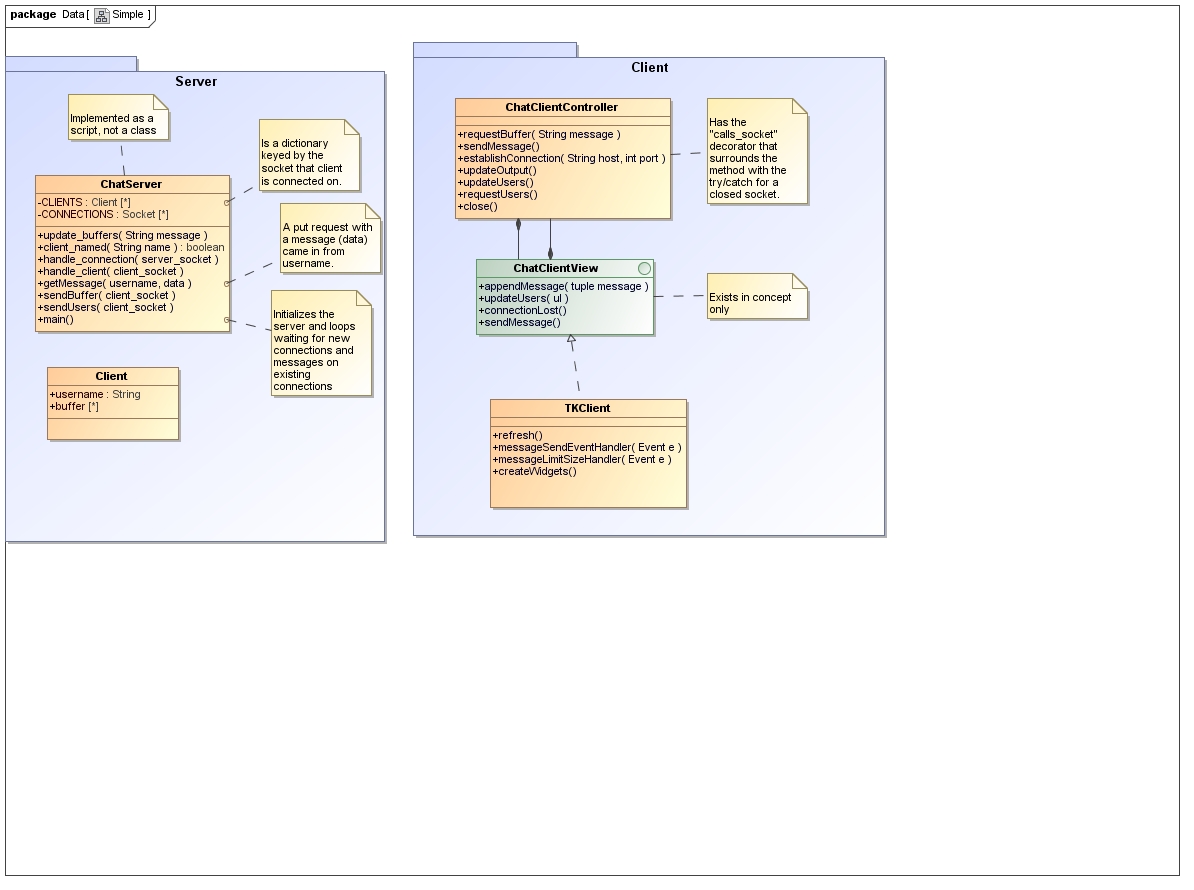 package Data [ Simple ]
Server
Implemented as a
script, not a class
Is a dictionary
keyed by the
socket that client
is connected on.
ChatServer
-CLIENTS : Client [*]
-CONNECTIONS : Socket [*]
+update_buffers( String message )
+client_named( String name ) : boolean
+handle_connection( server_socket )
+handle_client( client_socket )
+getMessage( username, data )
+sendBuffer( client_socket )
+sendUsers( client_socket )
+main()
A put request with
a message (data)
came in from
username.
Initializes the
server and loops
waiting for new
connections and
messages on
existing
connections
Client
+username : String
+buffer [*]
Client
ChatClientController
+requestBuffer( String message )
+sendMessage()
+establishConnection( String host, int port )
+updateOutput()
+updateUsers()
+requestUsers()
+close()
Has the
"calls_socket"
decorator that
surrounds the
method with the
try/catch for a
closed socket.
ChatClientView
+appendMessage( tuple message )
+updateUsers( ul )
+connectionLost()
+sendMessage()
Exists in concept
only
TKClient
+refresh()
+messageSendEventHandler( Event e )
+messageLimitSizeHandler( Event e )
+createWidgets()